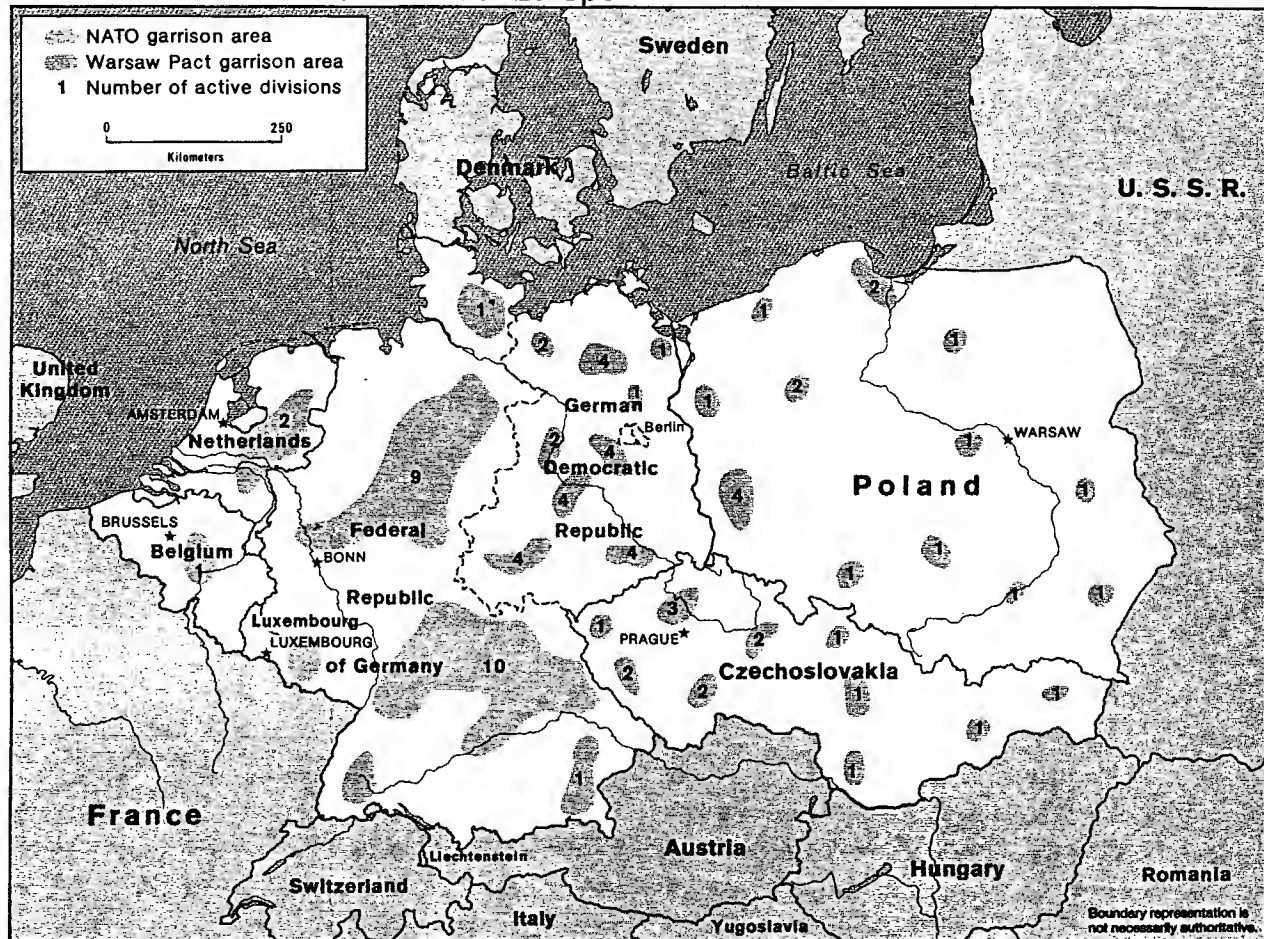 NATO garrison area
Warsaw Pact garrison area
1 Number of active divisions
0 250
Kilometers
Sweden
Denmark
Baltic Sea
U. S. S. R.
North Sea
2
1
1*
1
2
4
1
1
United
Kingdom
1
2
1
German
AMSTERDAM
2
Netherlands
Berlin
WARSAW
2
4
1
Democratic
9
4
Poland
1
4
BRUSSELS
Federal
Republic
Belgium
1
BONN
4
4
1
1
Republic
3
1
1
Luxembourg
1
PRAGUE
2
1
LUXEMBOURG
of Germany
10
2
Czechoslovakia
2
1
1
1
1
1
France
Austria
Liechtenstein
Hungary
Switzerland
Romania
Italy
Yugoslavia
Boundary representation is
not necessarily authoritative.